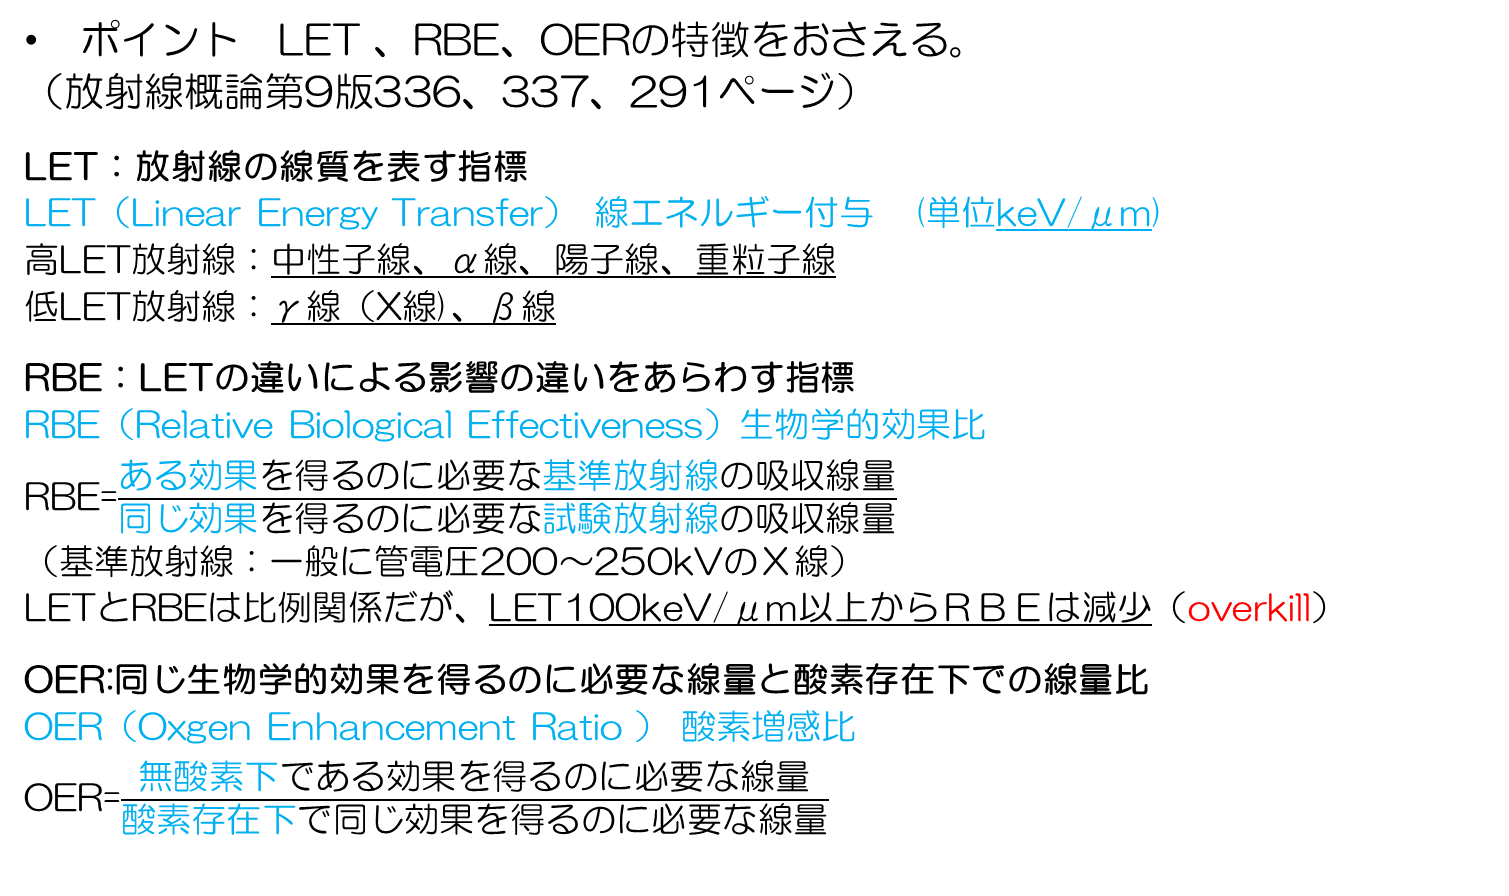 • ポイント　LET 、RBE、OERの特徴をおさえる。
（放射線概論第9版336、337、291ページ）
LET：放射線の線質を表す指標
LET（Linear Energy Transfer） 線エネルギー付与　(単位keV/μm)
高LET放射線：中性子線、α線、陽子線、重粒子線
低LET放射線：γ線（X線)、β線
RBE：LETの違いによる影響の違いをあらわす指標
RBE（Relative Biological Effectiveness）生物学的効果比
ある効果を得るのに必要な基準放射線の吸収線量
RBE=
同じ効果を得るのに必要な試験放射線の吸収線量
（基準放射線：一般に管電圧200～250kVのＸ線）
LETとRBEは比例関係だが、LET100keV/μm以上からＲＢＥは減少（overkill）
OER:同じ生物学的効果を得るのに必要な線量と酸素存在下での線量比
OER（Oxgen Enhancement Ratio ） 酸素増感比
無酸素下である効果を得るのに必要な線量
OER=
酸素存在下で同じ効果を得るのに必要な線量